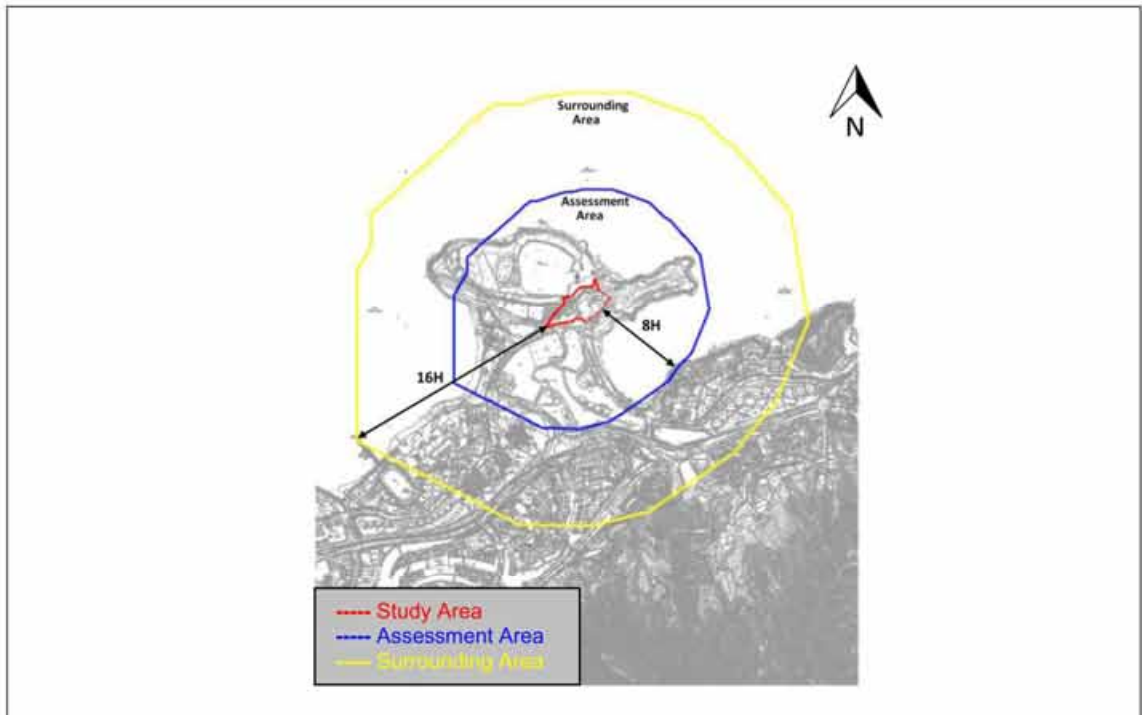 Surrounding
Area
N
Assessment
Area
8H
16H
Study Area
Assessment Area
Surrounding Area